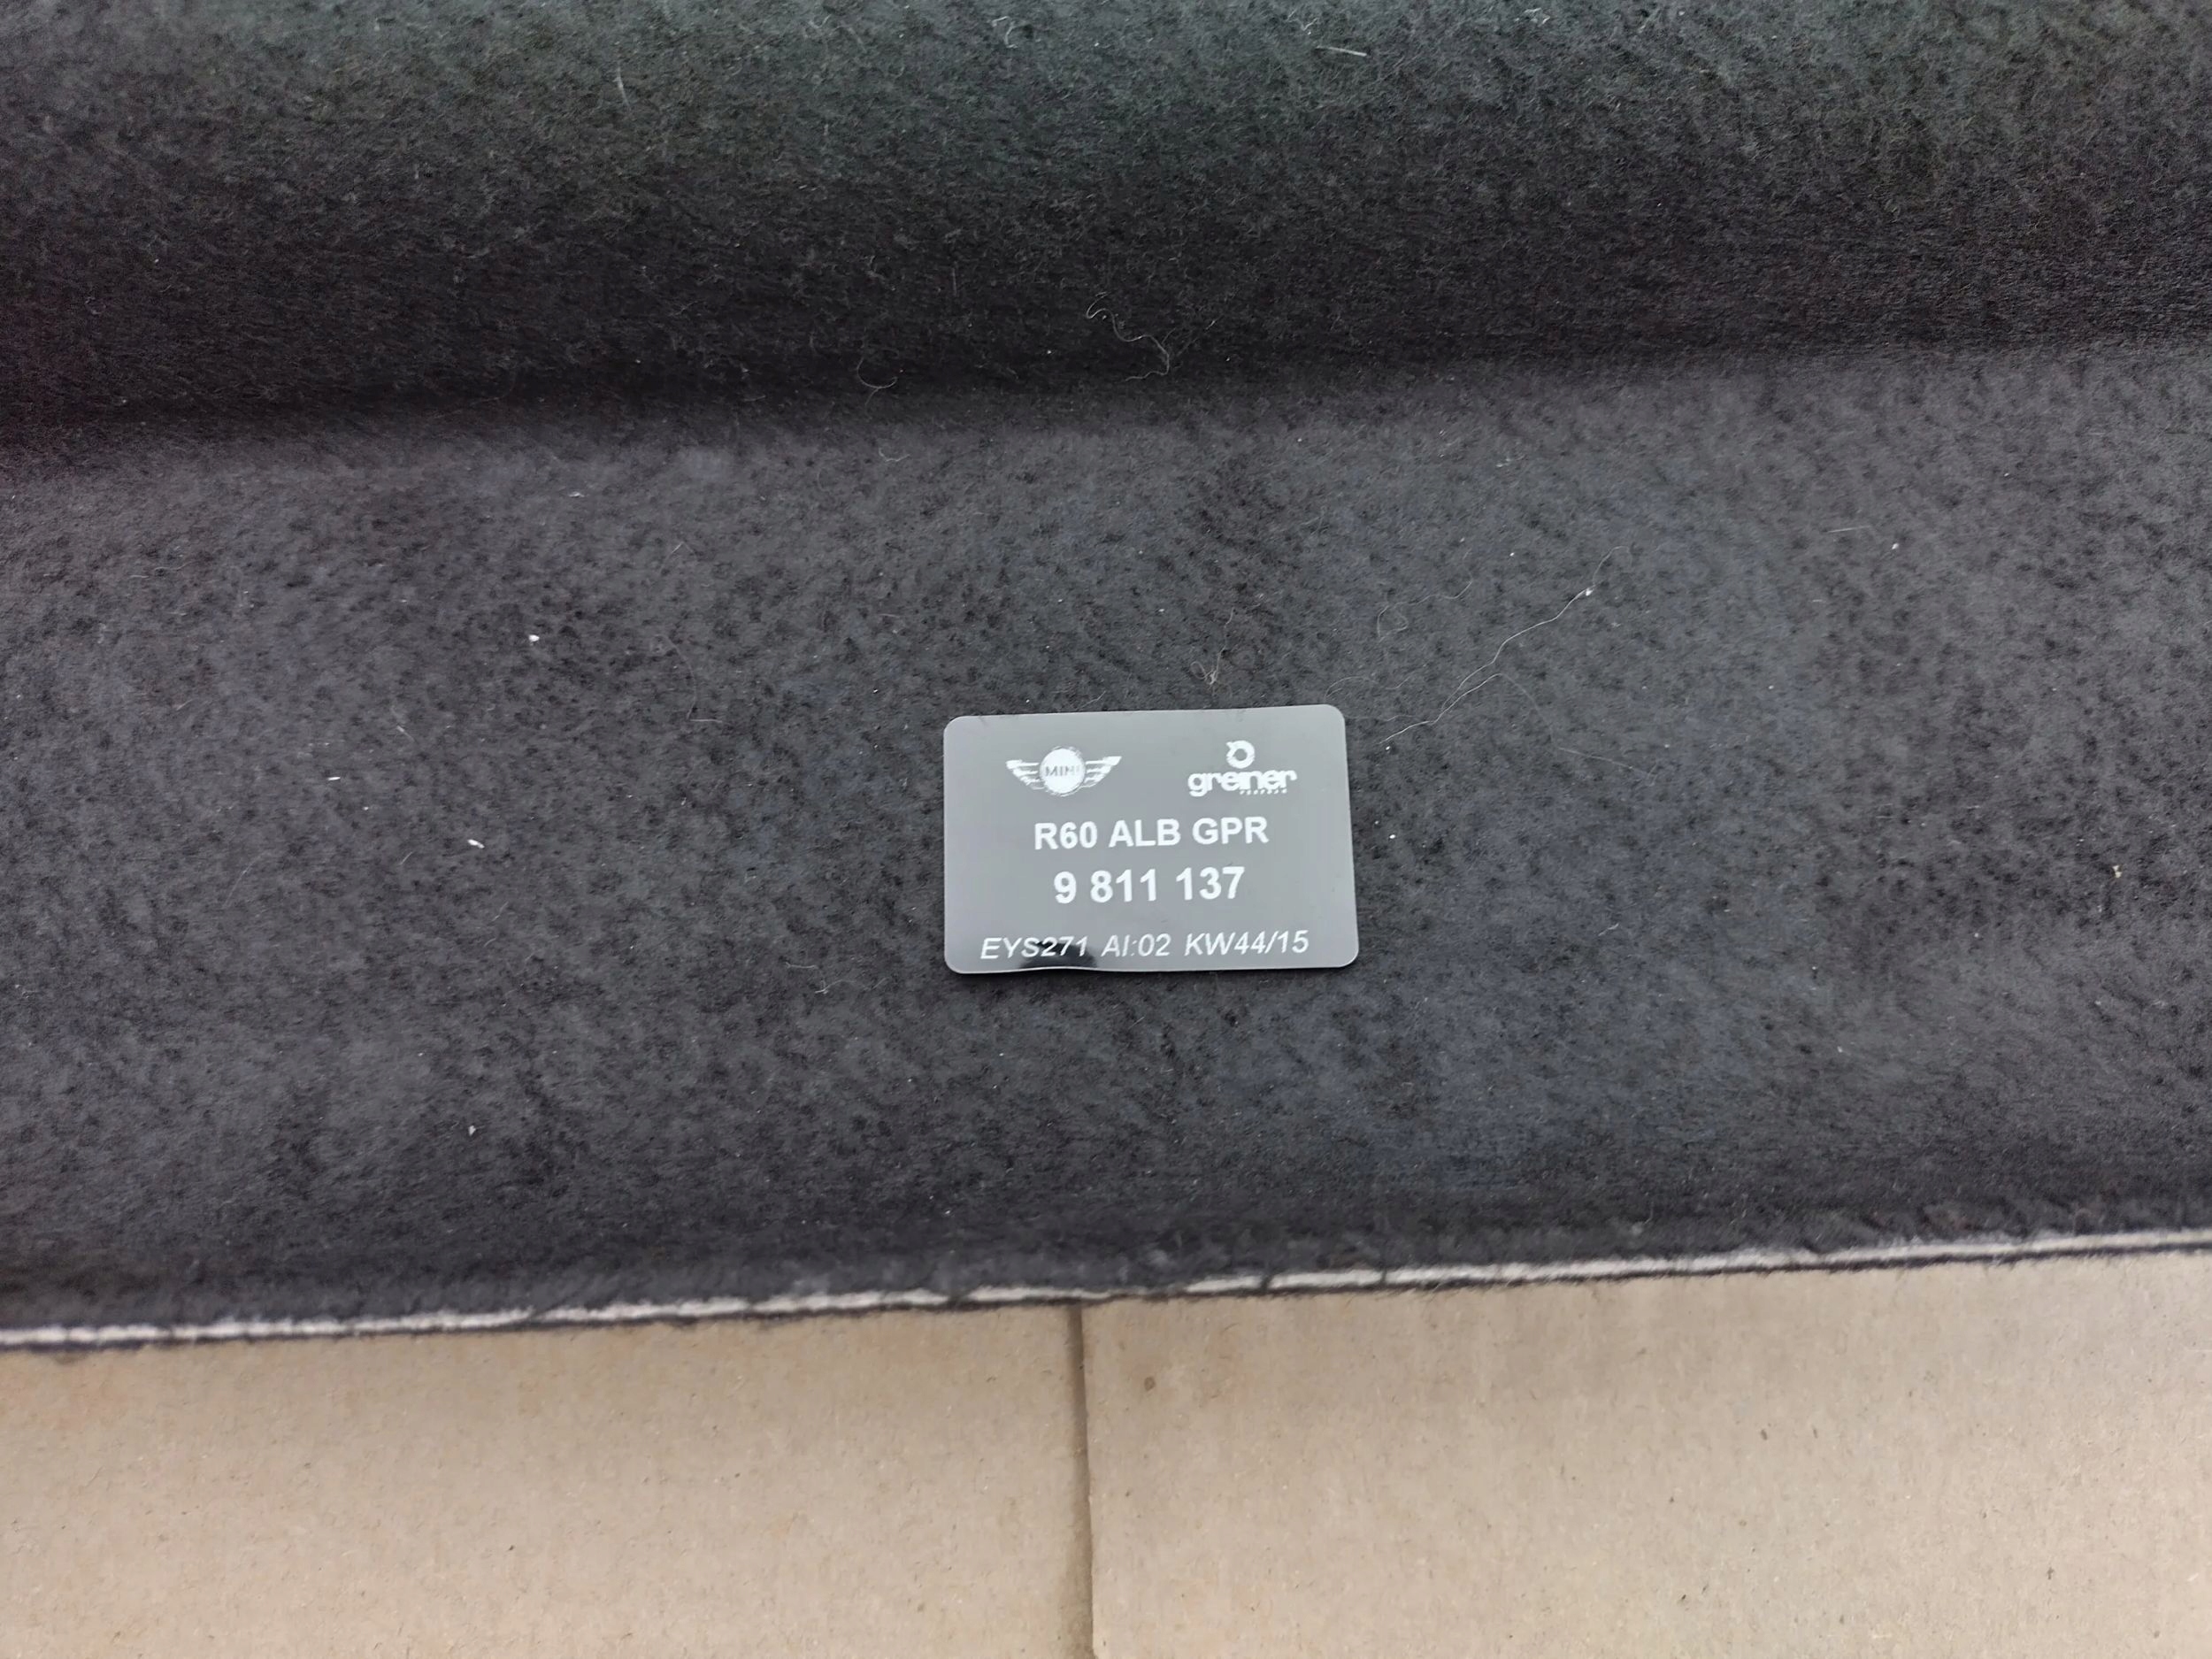 MINI
greiner
R60 ALB GPR
9 811 137
EYS271 AI:02 KW44/15